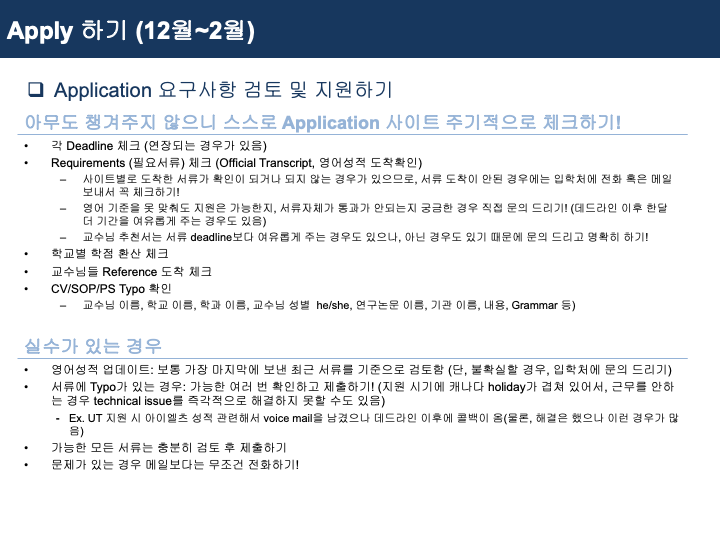 Apply 하기 (12월~2월)
❑ Application 요구사항 검토 및 지원하기
아무도 챙겨주지 않으니 스스로 Application 사이트 주기적으로 체크하기!
• 각 Deadline 체크 (연장되는 경우가 있음)
• Requirements (필요서류) 체크 (Official Transcript, 영어성적 도착확인)
– 사이트별로 도착한 서류가 확인이 되거나 되지 않는 경우가 있으므로, 서류 도착이 안된 경우에는 입학처에 전화 혹은 메일
보내서 꼭 체크하기!
– 영어 기준을 못 맞춰도 지원은 가능한지, 서류자체가 통과가 안되는지 궁금한 경우 직접 문의 드리기! (데드라인 이후 한달
더 기간을 여유롭게 주는 경우도 있음)
– 교수님 추천서는 서류 deadline보다 여유롭게 주는 경우도 있으나, 아닌 경우도 있기 때문에 문의 드리고 명확히 하기!
• 학교별 학점 환산 체크
• 교수님들 Reference 도착 체크
• CV/SOP/PS Typo 확인
– 교수님 이름, 학교 이름, 학과 이름, 교수님 성별 he/she, 연구논문 이름, 기관 이름, 내용, Grammar 등)
실수가 있는 경우
• 영어성적 업데이트: 보통 가장 마지막에 보낸 최근 서류를 기준으로 검토함 (단, 불확실할 경우, 입학처에 문의 드리기)
• 서류에 Typo가 있는 경우: 가능한 여러 번 확인하고 제출하기! (지원 시기에 캐나다 holiday가 겹쳐 있어서, 근무를 안하
는 경우 technical issue를 즉각적으로 해결하지 못할 수도 있음)
- Ex. UT 지원 시 아이엘츠 성적 관련해서 voice mail을 남겼으나 데드라인 이후에 콜백이 옴(물론, 해결은 했으나 이런 경우가 많
음)
• 가능한 모든 서류는 충분히 검토 후 제출하기
• 문제가 있는 경우 메일보다는 무조건 전화하기!